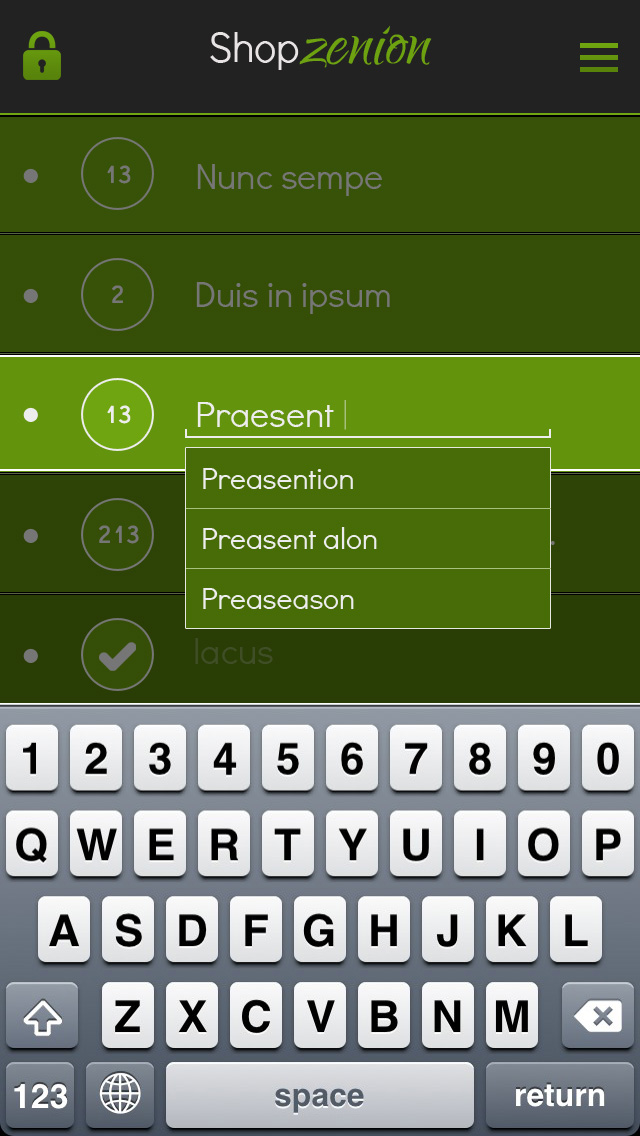 Shopzenion
13 Nunc sempe
2 Duis in ipsum
13 Praesent
Preasention
213 Preasent alon .
Preaseason
lacus
1 2 3 4 5 6 7 8 9 0
Q W E R T Y U I O P
A S D F G H J K L
Z X C V B N M
123 space return